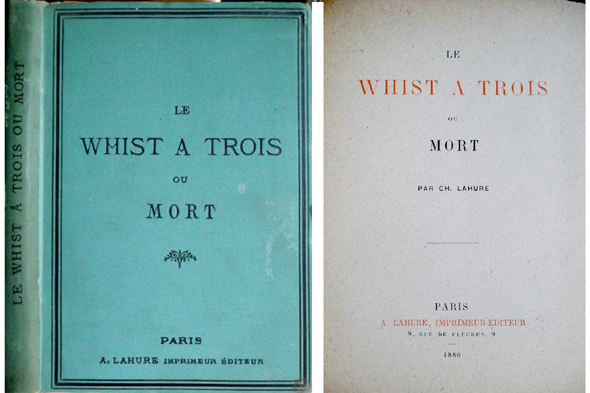 LE WHIST A TROIS OU MORT
LE
WHIST A TROIS
OU
MORT
PARIS
A. LAHURE IMPRIMEUR ÉDITEUR
LE
WHIST A TROIS
OU
MORT
PAR CH. LAHURE
PARIS
A. LAHURE, IMPRIMEUR-ÉDITEUR
9, RUE DE FLEURUS, 9
1886